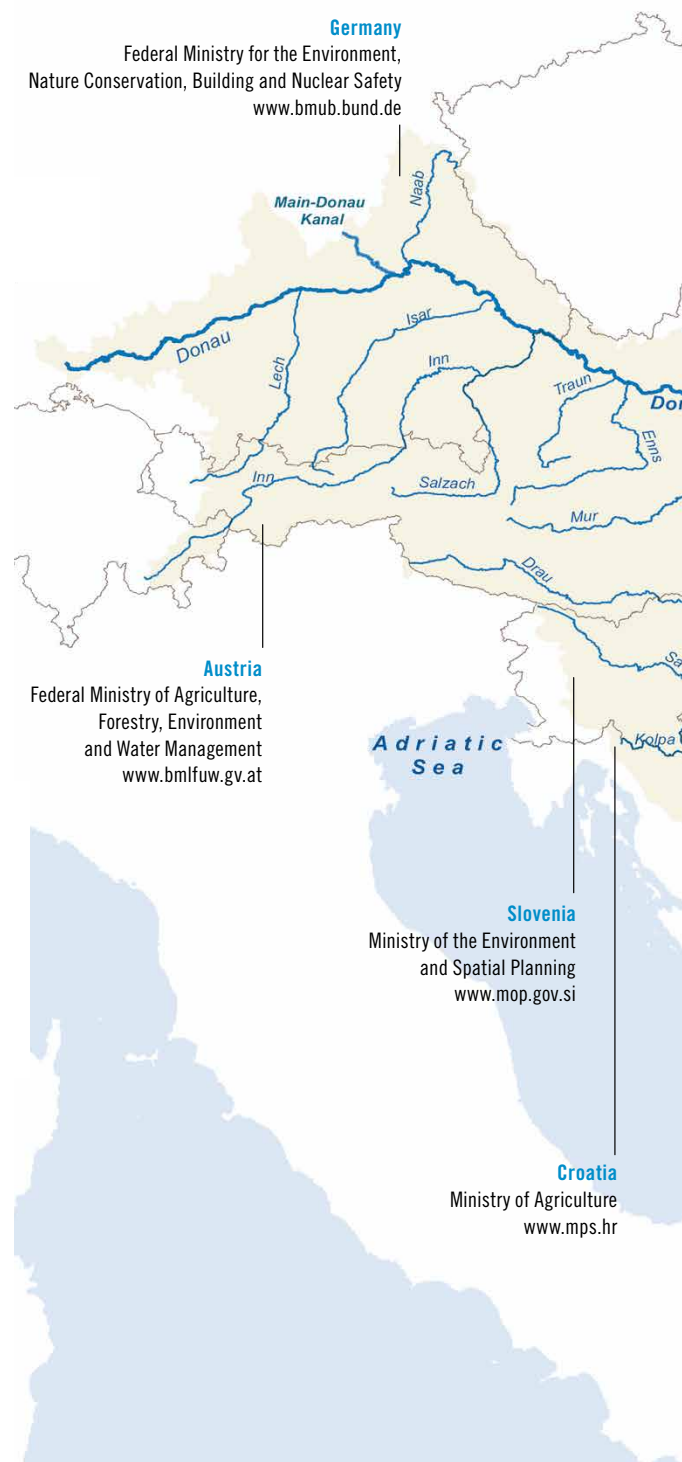 Germany
Federal Ministry for the Environment,
Nature Conservation, Building and Nuclear Safety
www.bmub.bund.de
Naab
Main-Donau
Kanal
Donau
Lech
Isar
Inn
Traun
Enns
Inn
Salzach
Mur
Drau
Kolpa
Austria
Federal Ministry of Agriculture,
Forestry, Environment
and Water Management
www.bmlfuw.gv.at
Adriatic
Sea
Slovenia
Ministry of the Environment
and Spatial Planning
www.mop.gov.si
Croatia
Ministry of Agriculture
www.mps.hr